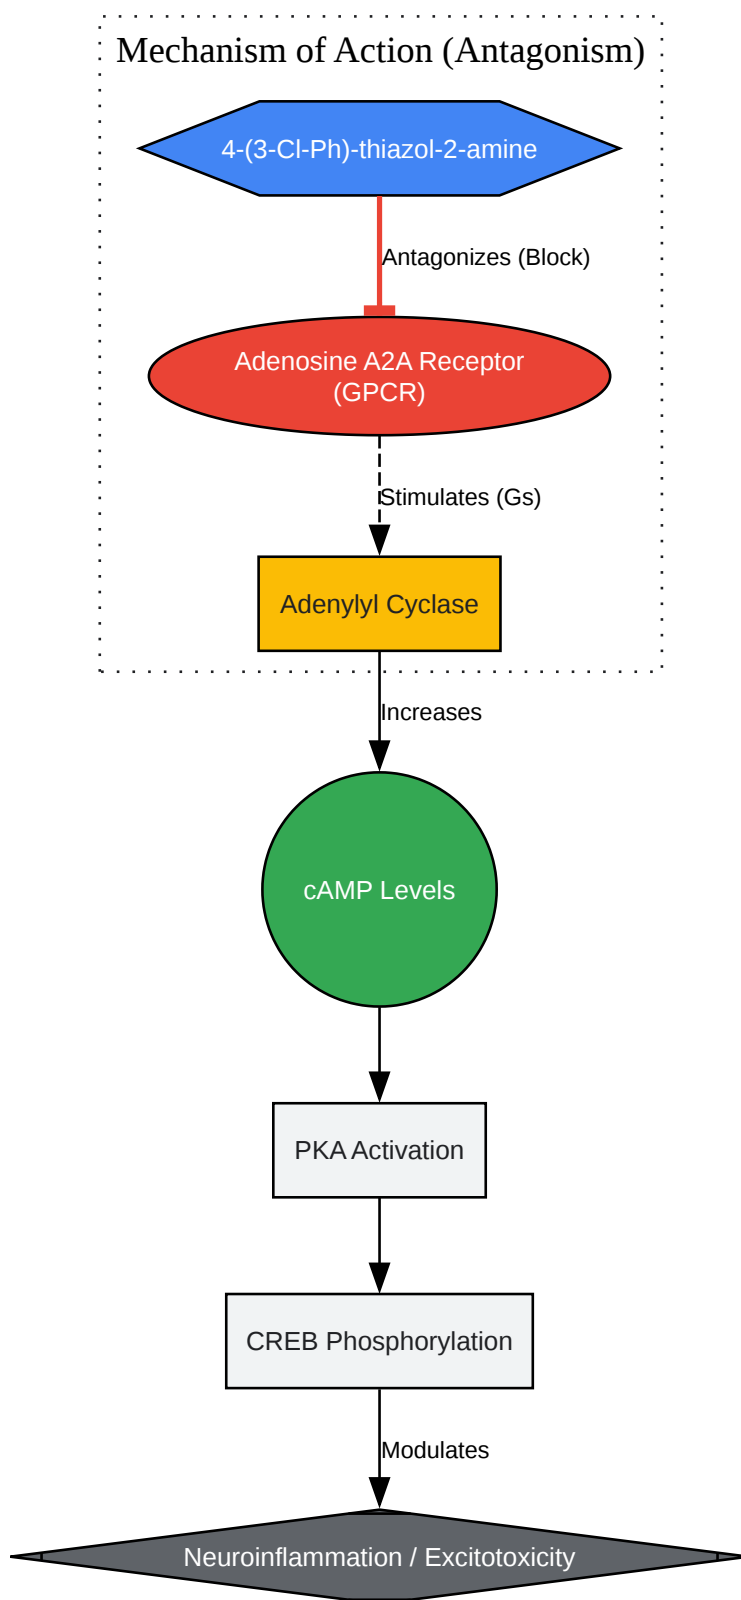 Mechanism of Action (Antagonism)
4-(3-Cl-Ph)-thiazol-2-amine
Antagonizes (Block)
Adenosine A2A Receptor
(GPCR)
Stimulates (Gs)
Adenylyl Cyclase
Increases
cAMP Levels
PKA Activation
CREB Phosphorylation
Modulates
Neuroinflammation / Excitotoxicity